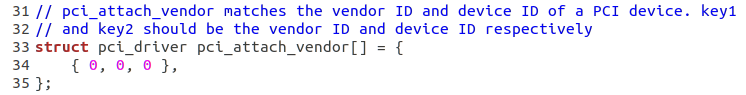 31 // pci_attach_vendor matches the vendor ID and device ID of a PCI device. key1
32 // and key2 should be the vendor ID and device ID respectively
33 struct pci_driver pci_attach_vendor[] = {
34     { 0, 0, 0 },
35 };